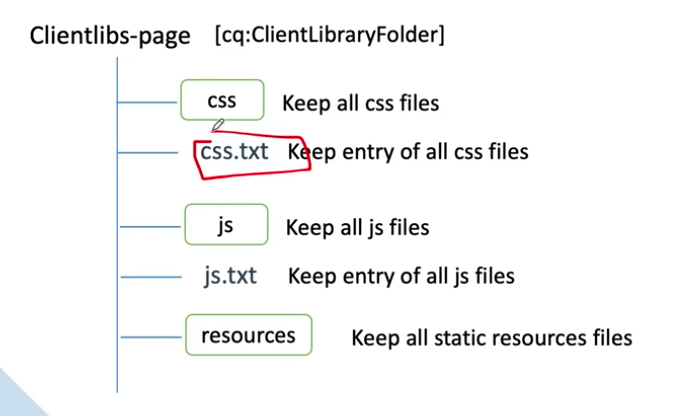 Clientlibs-page [cq:ClientLibraryFolder]
css Keep all css files
css.txt Keep entry of all css files
js Keep all js files
js.txt Keep entry of all js files
resources Keep all static resources files